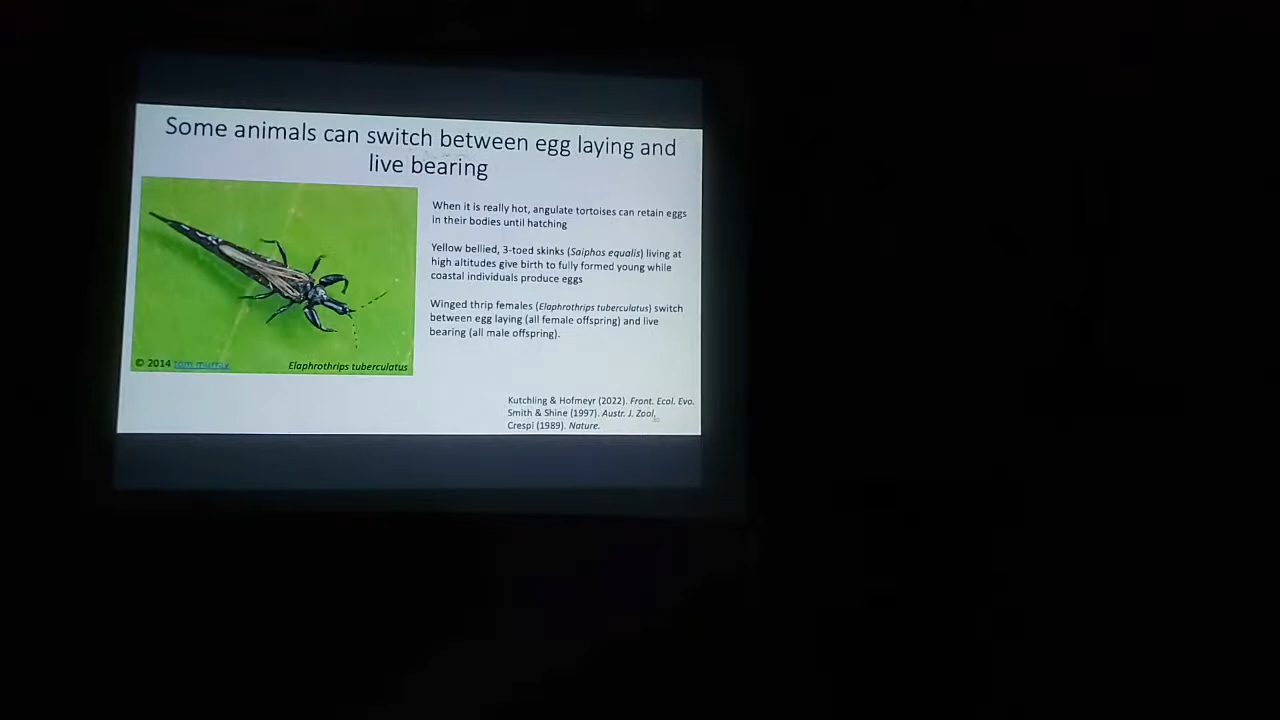 Some animals can switch between egg laying and
live bearing
When it is really hot, angulate tortoises can retain eggs
in their bodies until hatching
Yellow bellied, 3-toed skinks (Saiphos equalis) living at
high altitudes give birth to fully formed young while
coastal individuals produce eggs
Winged thrip females (Elaphrothrips tuberculatus) switch
between egg laying (all female offspring) and live
bearing (all male offspring).
© 2014 tom murray
Elaphrothrips tuberculatus
Kutchling & Hofmeyr (2022). Front. Ecol. Evo.
Smith & Shine (1997). Austr. J. Zool.
Crespi (1989). Nature.